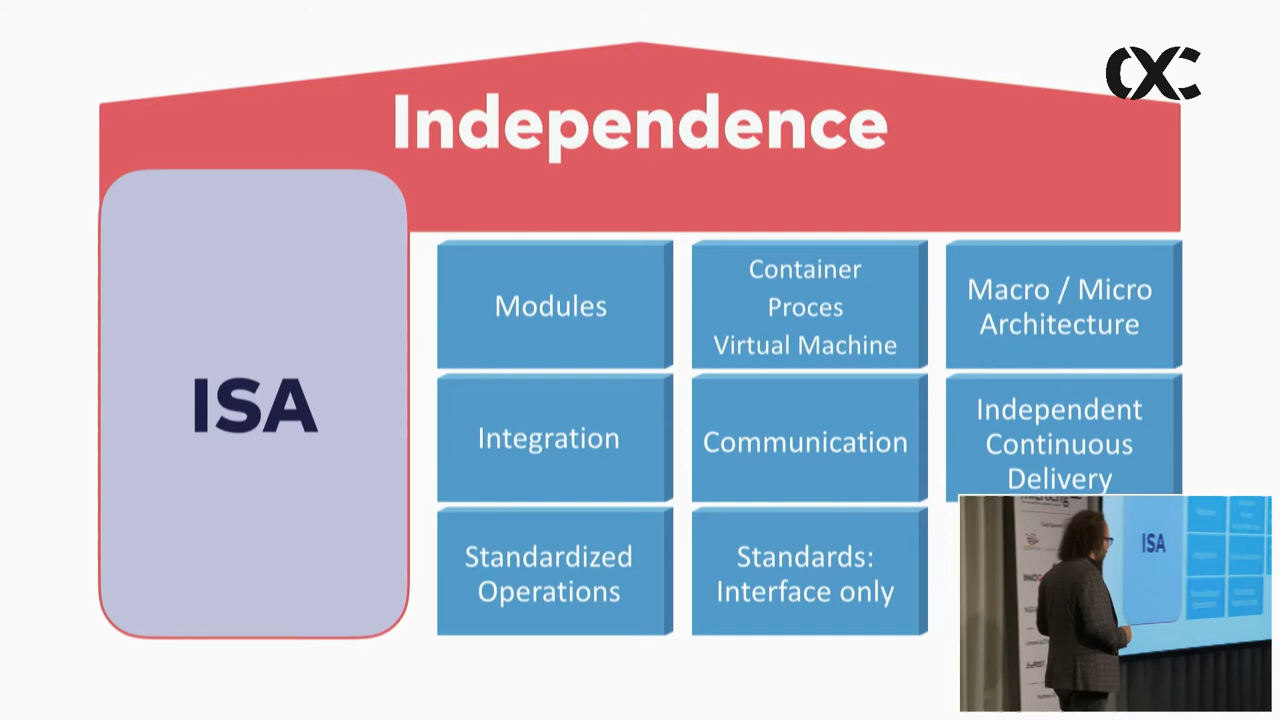 CXC
Independence
ISA
Modules
Container
Proces
Virtual Machine
Macro / Micro
Architecture
Integration
Communication
Independent
Continuous
Delivery
Standardized
Operations
Standards:
Interface only
ISA